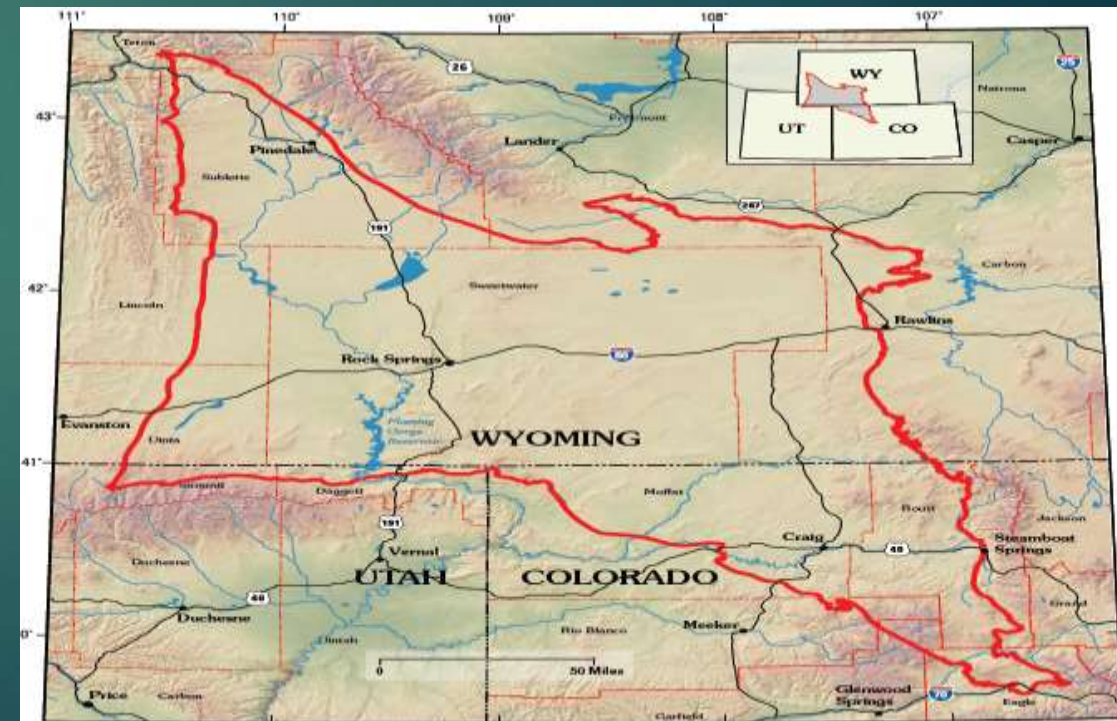 111°
110°
109°
108°
107°
Teton
26
WY
25
Natrona
43°
Fremont
UT
CO
Lander
Casper
Pinedale
Sublette
287
191
Carbon
42°
Sweetwater
Lincoln
Rawlins
Rock Springs
80
Evanston
Uinta
Flaming
Gorge
Reservoir
WYOMING
41°
Summit
Daggett
Moffat
Routt
Jackson
191
Craig
40
Steamboat
Springs
Vernal
Duchesne
UTAH
COLORADO
40
Grand
Duchesne
Meeker
0°
Uintah
Rio Blanco
0
50 Miles
Price
Carbon
Glenwood
Springs
70
Eagle
Garfield